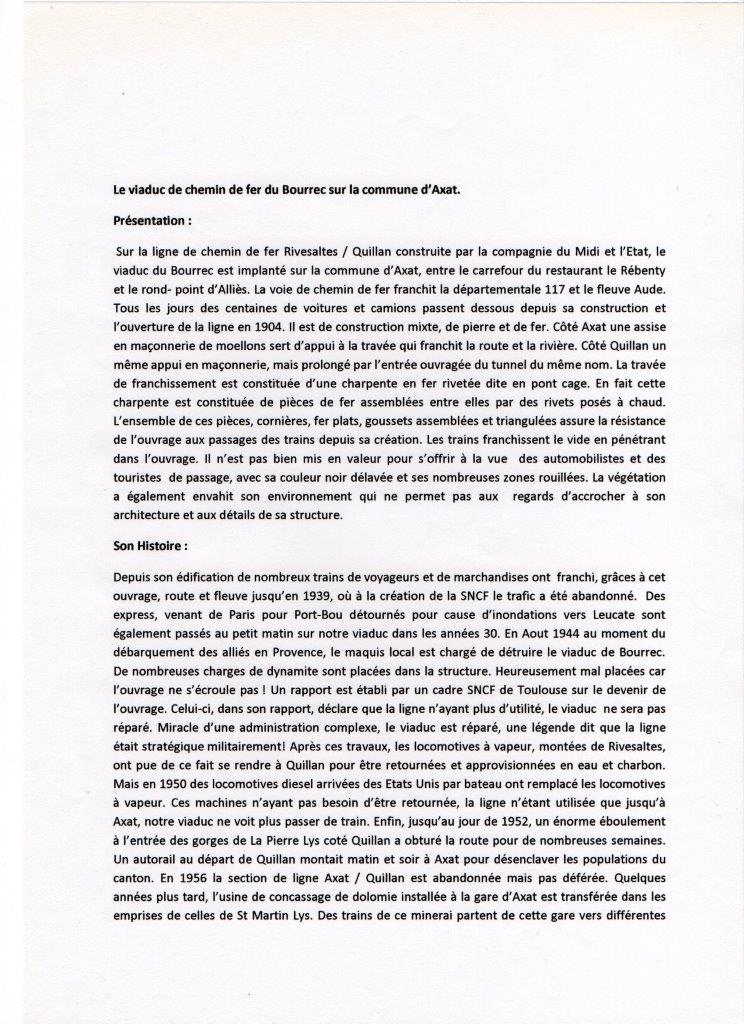 Le viaduc de chemin de fer du Bourrec sur la commune d’Axat.
Présentation :
Sur la ligne de chemin de fer Rivesaltes / Quillan construite par la compagnie du Midi et l’Etat, le
viaduc du Bourrec est implanté sur la commune d’Axat, entre le carrefour du restaurant le Rébenty
et le rond- point d’Alliès. La voie de chemin de fer franchit la départementale 117 et le fleuve Aude.
Tous les jours des centaines de voitures et camions passent dessous depuis sa construction et
l’ouverture de la ligne en 1904. Il est de construction mixte, de pierre et de fer. Côté Axat une assise
en maçonnerie de moellons sert d’appui à la travée qui franchit la route et la rivière. Côté Quillan un
même appui en maçonnerie, mais prolongé par l’entrée ouvragée du tunnel du même nom. La travée
de franchissement est constituée d’une charpente en fer rivetée dite en pont cage. En fait cette
charpente est constituée de pièces de fer assemblées entre elles par des rivets posés à chaud.
L’ensemble de ces pièces, cornières, fer plats, goussets assemblées et triangulées assure la résistance
de l’ouvrage aux passages des trains depuis sa création. Les trains franchissent le vide en pénétrant
dans l’ouvrage. Il n’est pas bien mis en valeur pour s’offrir à la vue des automobilistes et des
touristes de passage, avec sa couleur noir délavée et ses nombreuses zones rouillées. La végétation
a également envahit son environnement qui ne permet pas aux regards d’accrocher à son
architecture et aux détails de sa structure.
Son Histoire :
Depuis son édification de nombreux trains de voyageurs et de marchandises ont franchi, grâces à cet
ouvrage, route et fleuve jusqu’en 1939, où à la création de la SNCF le trafic a été abandonné. Des
express, venant de Paris pour Port-Bou détournés pour cause d’inondations vers Leucate sont
également passés au petit matin sur notre viaduc dans les années 30. En Aout 1944 au moment du
débarquement des alliés en Provence, le maquis local est chargé de détruire le viaduc de Bourrec.
De nombreuses charges de dynamite sont placées dans la structure. Heureusement mal placées car
l’ouvrage ne s’écroule pas ! Un rapport est établi par un cadre SNCF de Toulouse sur le devenir de
l’ouvrage. Celui-ci, dans son rapport, déclare que la ligne n’ayant plus d’utilité, le viaduc ne sera pas
réparé. Miracle d’une administration complexe, le viaduc est réparé, une légende dit que la ligne
était stratégique militairement! Après ces travaux, les locomotives à vapeur, montées de Rivesaltes,
ont pue de ce fait se rendre à Quillan pour être retournées et approvisionnées en eau et charbon.
Mais en 1950 des locomotives diesel arrivées des Etats Unis par bateau ont remplacé les locomotives
à vapeur. Ces machines n’ayant pas besoin d’être retournée, la ligne n’étant utilisée que jusqu’à
Axat, notre viaduc ne voit plus passer de train. Enfin, jusqu’au jour de 1952, un énorme éboulement
à l’entrée des gorges de La Pierre Lys coté Quillan a obturé la route pour de nombreuses semaines.
Un autorail au départ de Quillan montait matin et soir à Axat pour désenclaver les populations du
canton. En 1956 la section de ligne Axat / Quillan est abandonnée mais pas déférée. Quelques
années plus tard, l’usine de concassage de dolomie installée à la gare d’Axat est transférée dans les
emprises de celles de St Martin Lys. Des trains de ce minerai partent de cette gare vers différentes